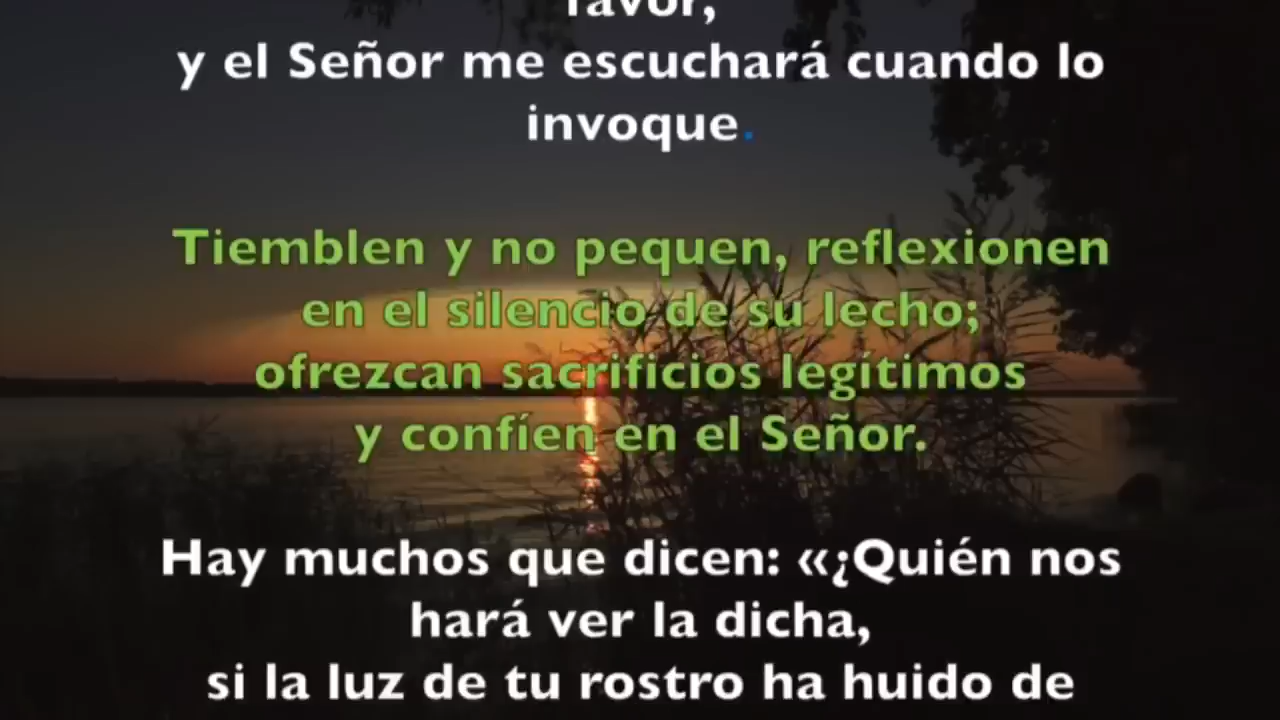 favor,
y el Señor me escuchará cuando lo
invoque.
Tiemblen y no pequen, reflexionen
en el silencio de su lecho;
ofrezcan sacrificios legítimos
y confíen en el Señor.
Hay muchos que dicen: «¿Quién nos
hará ver la dicha,
si la luz de tu rostro ha huido de